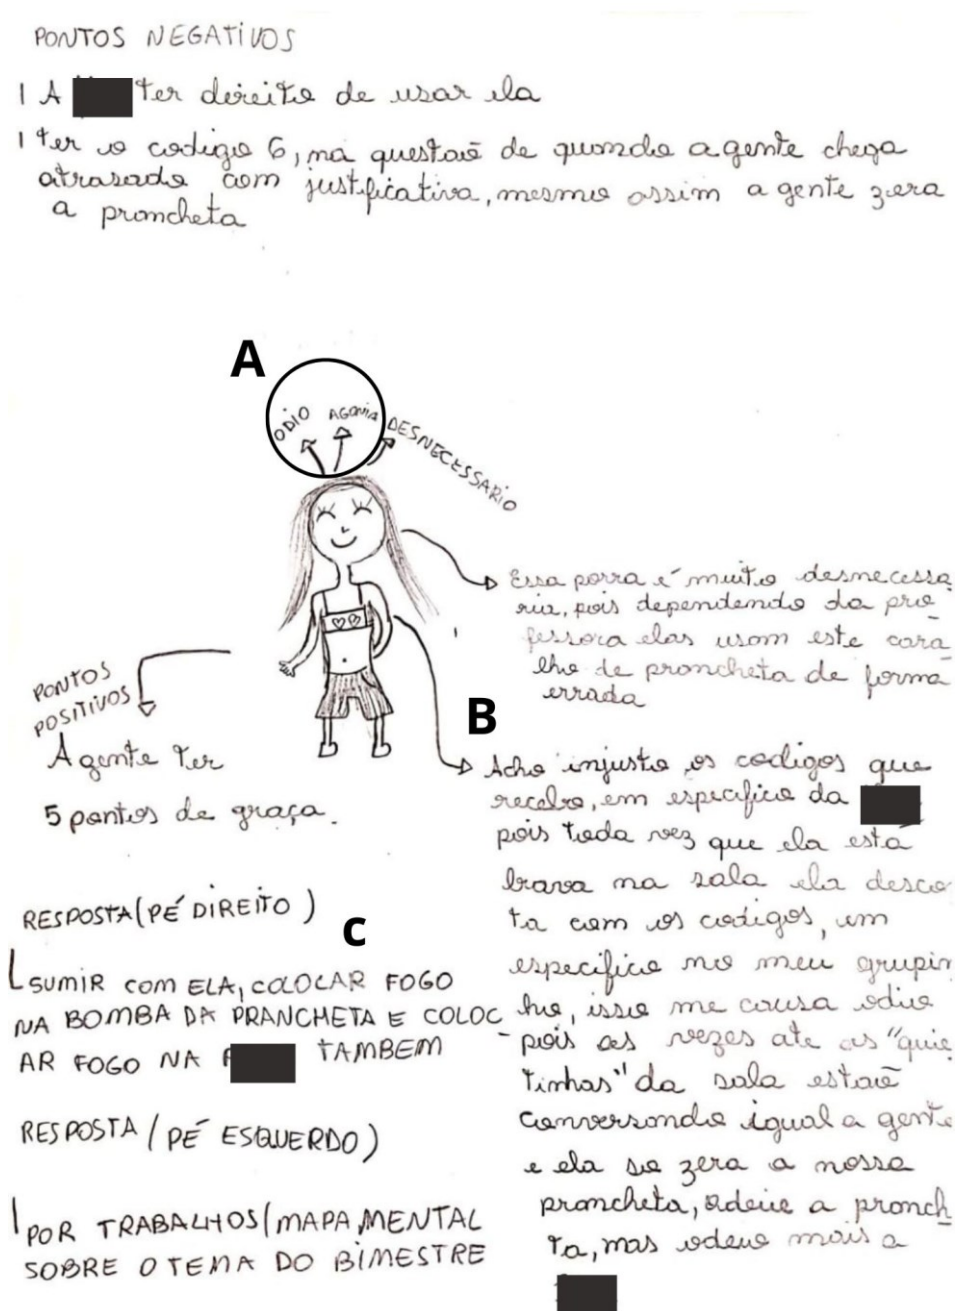 PONTOS NEGATIVOS
I A ter direito de usar ela
I ter o codigo 6, na questaõ de quando a gente chega
atrasado com justificativa, mesmo assim a gente zera
a prancheta
A
ODIO
AGONIA
DESNECESSARIO
Essa porra é muito desnecessa
ria, pois dependendo da pro
fessora elas usam este cara
lho de prancheta de forma
errada
PONTOS
POSITIVOS
A gente ter
5 pontos de graça.
B
Acho injusto os codigos que
recebo, em especifico da
pois toda vez que ela está
brava na sala ela desco
ta com os codigos, em
especifico no meu grupin
ho, isso me causa odio
pois as vezes ate as "quie
tinhas" da sala estaõ
conversando igual a gente
e ela so zera a nossa
prancheta, odeio a pranch
ta, mas odeio mais a
RESPOSTA (PÉ DIREITO)
C
SUMIR COM ELA, COLOCAR FOGO
NA BOMBA DA PRANCHETA E COLOC
AR FOGO NA TAMBEM
RESPOSTA (PÉ ESQUERDO)
POR TRABALHOS/MAPA MENTAL
SOBRE O TEMA DO BIMESTRE